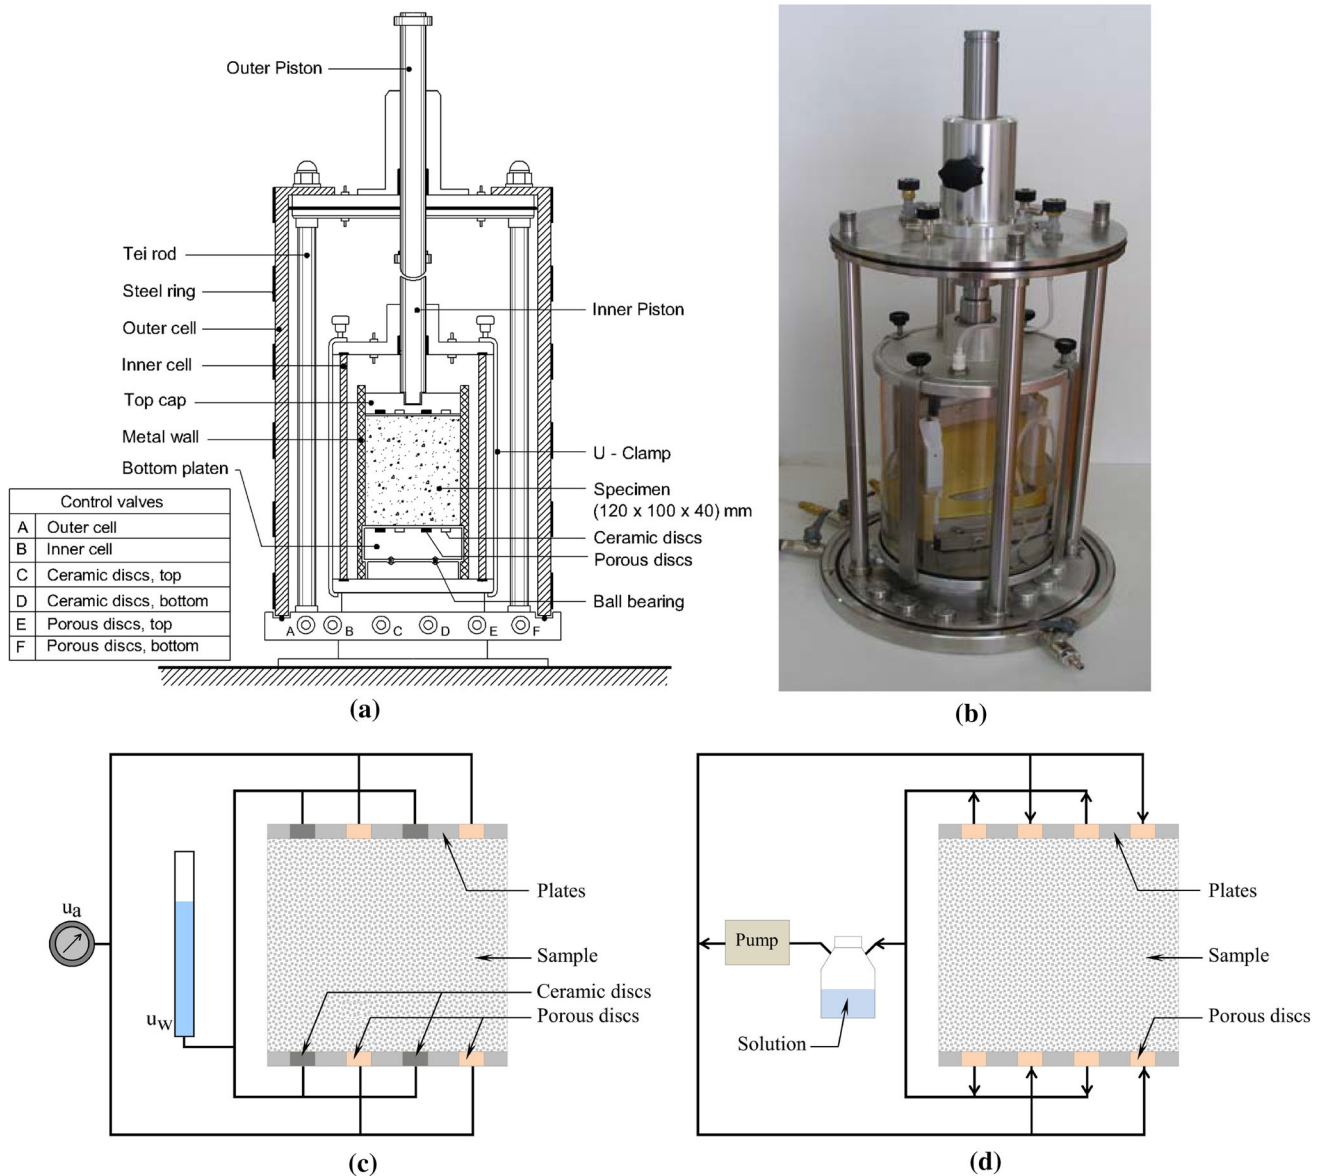 Outer Piston
Tei rod
Steel ring
Outer cell
Inner cell
Top cap
Metal wall
Bottom platen
Inner Piston
U - Clamp
Specimen
(120 x 100 x 40) mm
Ceramic discs
Porous discs
Ball bearing
Control valves
A Outer cell
B Inner cell
C Ceramic discs, top
D Ceramic discs, bottom
E Porous discs, top
F Porous discs, bottom
A B C D E F
(a)
(b)
ua
uw
Plates
Sample
Ceramic discs
Porous discs
(c)
Pump
Solution
Plates
Sample
Porous discs
(d)